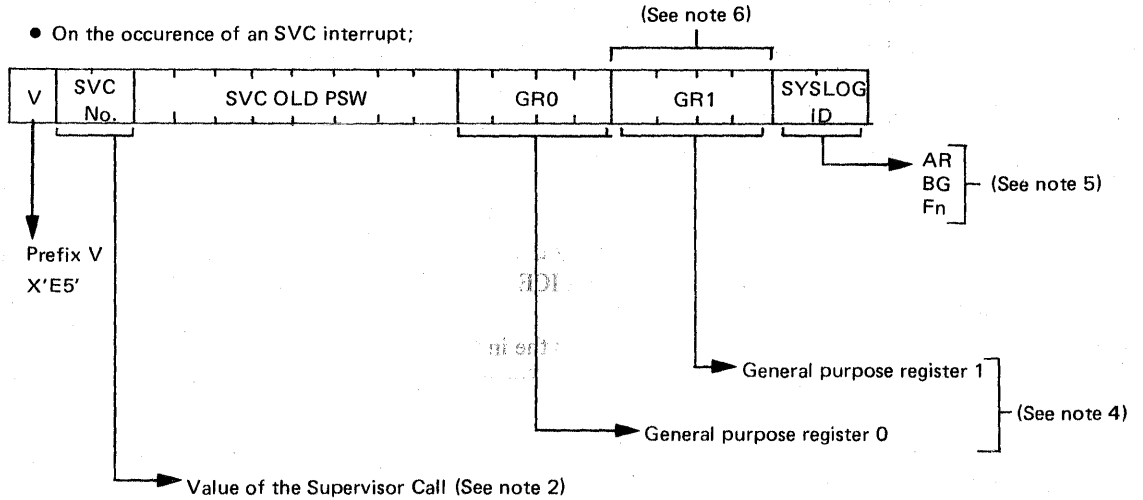 (See note 6)
● On the occurence of an SVC interrupt;
V
SVC No.
SVC OLD PSW
GR0
GR1
SYSLOG ID
AR
BG
Fn
(See note 5)
Prefix V
X'E5'
General purpose register 1
(See note 4)
General purpose register 0
Value of the Supervisor Call (See note 2)